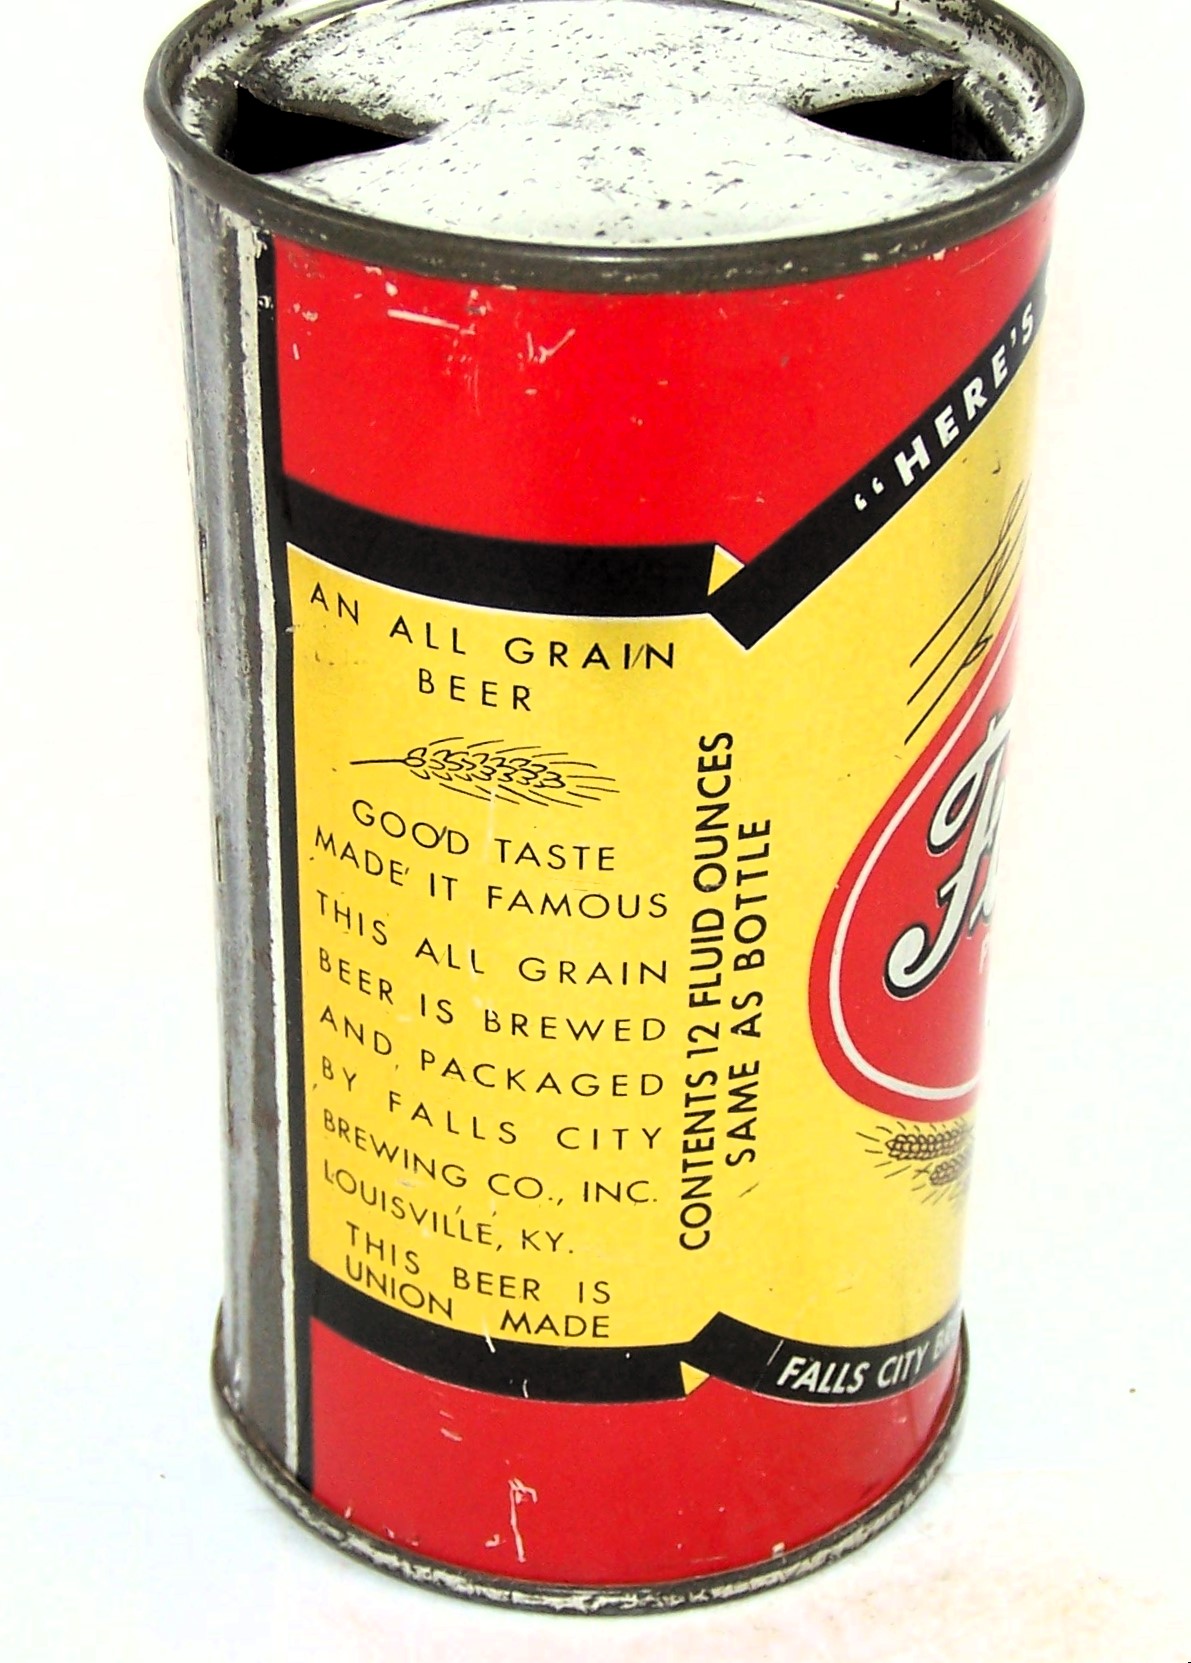 AN ALL GRAIN
BEER
GOOD TASTE
MADE IT FAMOUS
THIS ALL GRAIN
BEER IS BREWED
AND PACKAGED
BY FALLS CITY
BREWING CO., INC.
LOUISVILLE, KY.
THIS BEER IS
UNION MADE
CONTENTS 12 FLUID OUNCES
SAME AS BOTTLE
“HERE'S
FALLS CITY